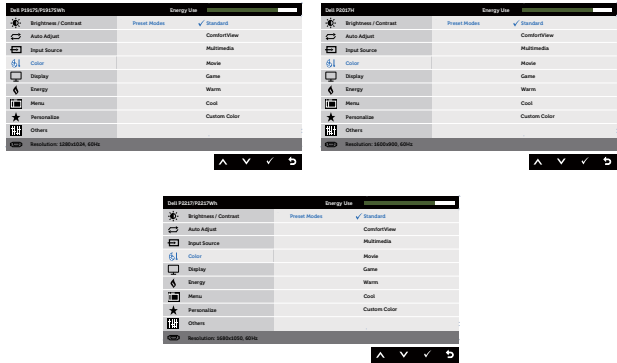 Dell P1917S/P1917SWh Energy Use
Brightness / Contrast Preset Modes ✓ Standard
Auto Adjust ComfortView
Input Source Multimedia
Color Movie
Display Game
Energy Warm
Menu Cool
Personalize Custom Color
Others
Resolution: 1280x1024, 60Hz
Dell P2017H Energy Use
Brightness / Contrast Preset Modes ✓ Standard
Auto Adjust ComfortView
Input Source Multimedia
Color Movie
Display Game
Energy Warm
Menu Cool
Personalize Custom Color
Others
Resolution: 1600x900, 60Hz
Dell P2217/P2217Wh Energy Use
Brightness / Contrast Preset Modes ✓ Standard
Auto Adjust ComfortView
Input Source Multimedia
Color Movie
Display Game
Energy Warm
Menu Cool
Personalize Custom Color
Others
Resolution: 1680x1050, 60Hz